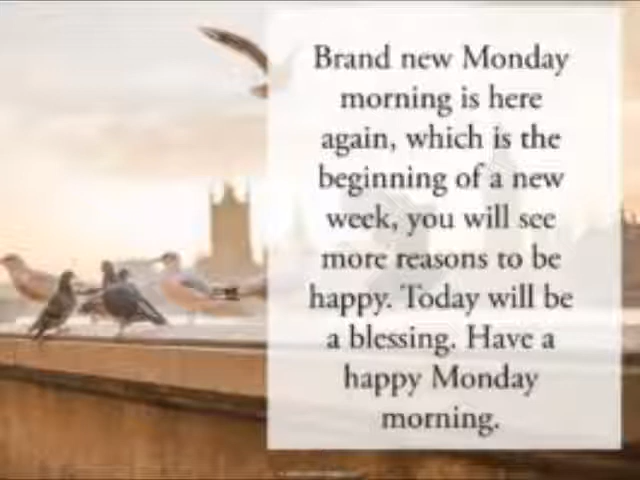 Brand new Monday
morning is here
again, which is the
beginning of a new
week, you will see
more reasons to be
happy. Today will be
a blessing. Have a
happy Monday
morning.